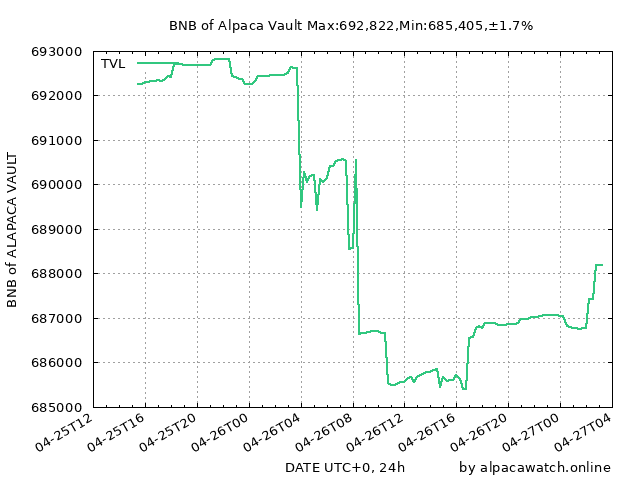 BNB of Alpaca Vault Max:692,822,Min:685,405,±1.7%
693000
TVL
692000
691000
690000
689000
688000
687000
686000
685000
BNB of ALAPACA VAULT
04-25T12
04-25T16
04-25T20
04-26T00
04-26T04
04-26T08
04-26T12
04-26T16
04-26T20
04-27T00
04-27T04
DATE UTC+0, 24h
by alpacawatch.online